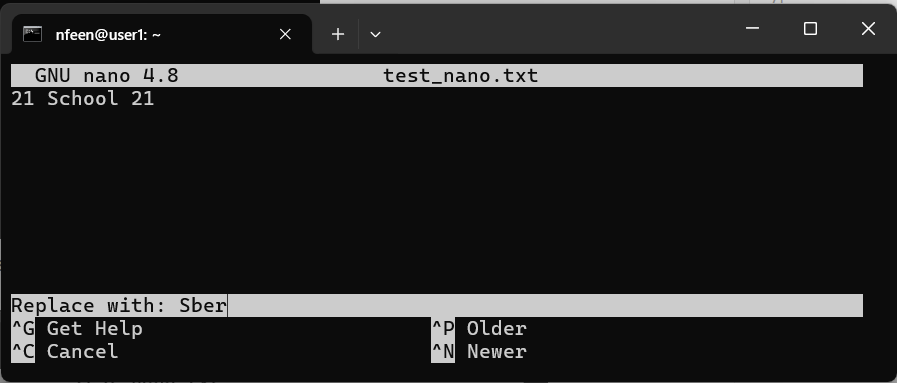 nfeen@user1: ~
GNU nano 4.8 test_nano.txt
21 School 21
Replace with: Sber
^G Get Help ^P Older
^C Cancel ^N Newer